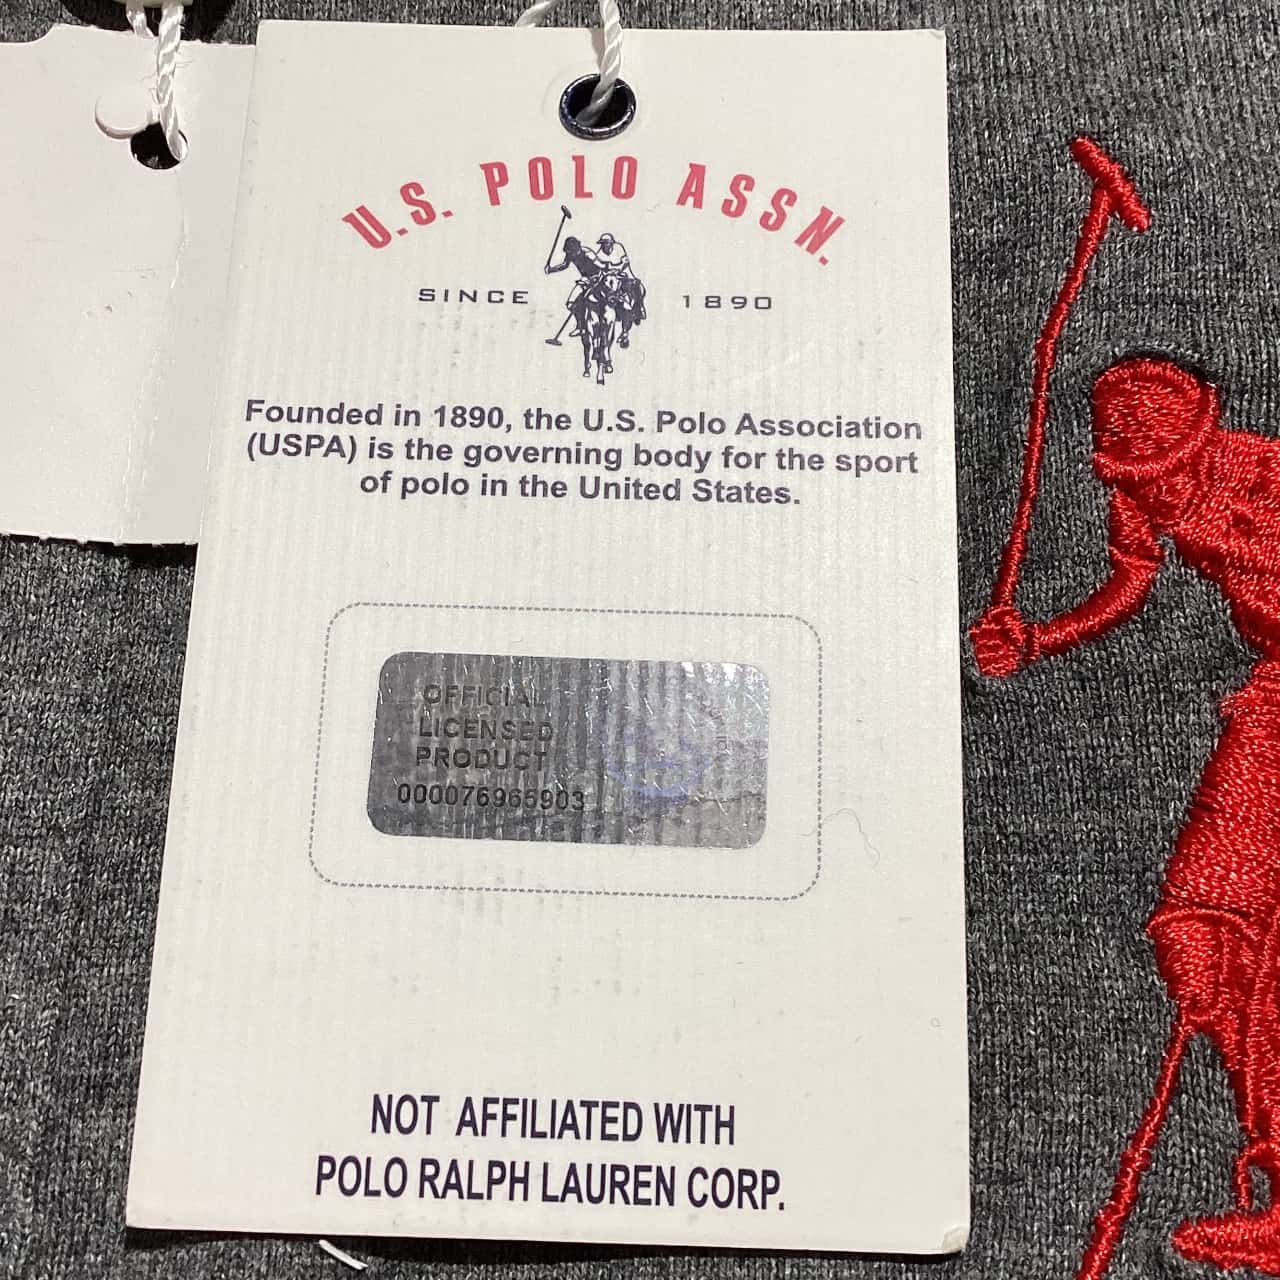 U.S. POLO ASSN.
SINCE 1890
Founded in 1890, the U.S. Polo Association
(USPA) is the governing body for the sport
of polo in the United States.
OFFICIAL
LICENSED
PRODUCT
000076965903
NOT AFFILIATED WITH
POLO RALPH LAUREN CORP.